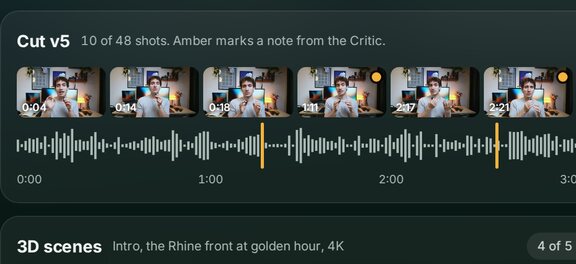 Cut v5 10 of 48 shots. Amber marks a note from the Critic.
0:04 0:14 0:18 1:11 2:17 2:21
0:00 1:00 2:00 3:0
3D scenes Intro, the Rhine front at golden hour, 4K 4 of 5